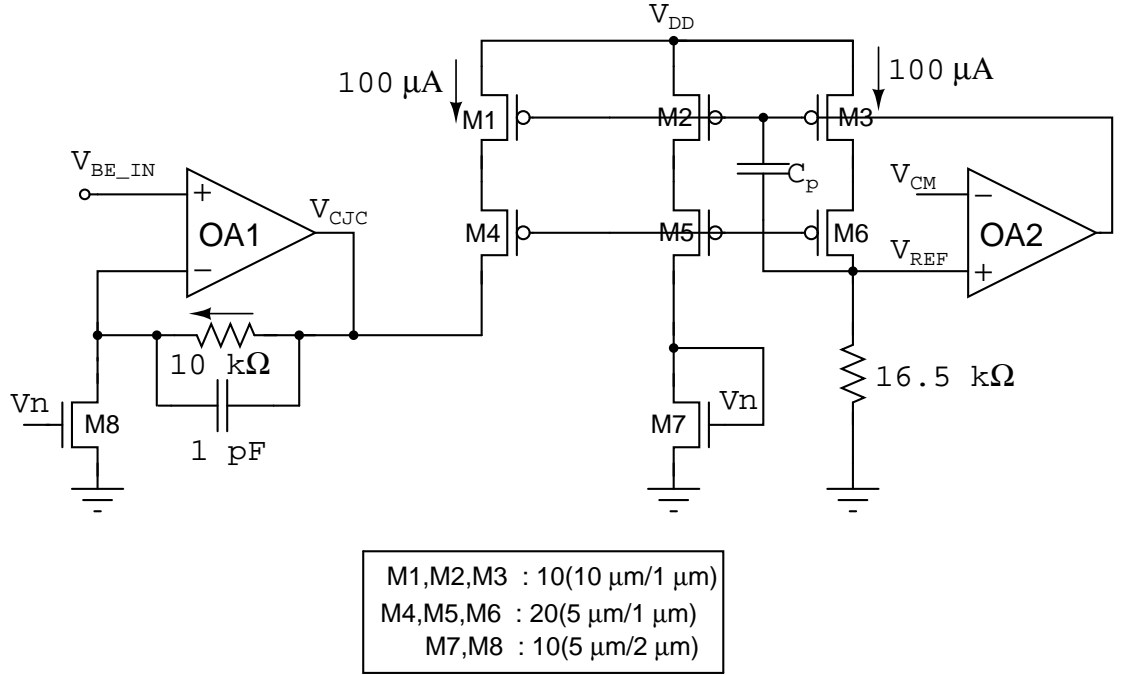 V_DD
100 μA
100 μA
M1
M2
M3
V_BE_IN
+
OA1
−
V_CJC
C_p
V_CM
−
OA2
V_REF
+
M4
M5
M6
10 kΩ
1 pF
Vn
M8
M7
Vn
16.5 kΩ
M1,M2,M3 : 10(10 μm/1 μm)
M4,M5,M6 : 20(5 μm/1 μm)
M7,M8 : 10(5 μm/2 μm)